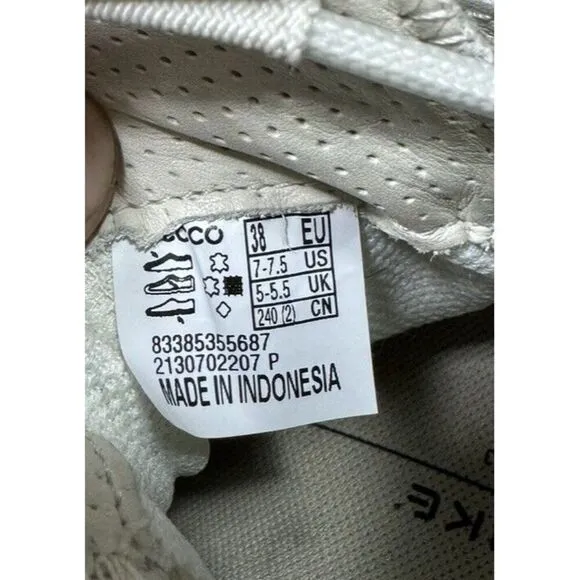 ECCO
38 EU
7-7.5 US
5-5.5 UK
240 (2) CN
83385355687
2130702207 P
MADE IN INDONESIA